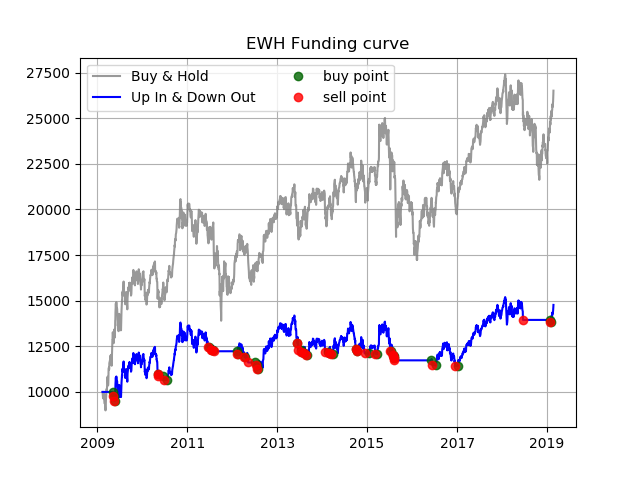 EWH Funding curve
Buy & Hold
Up In & Down Out
buy point
sell point
27500
25000
22500
20000
17500
15000
12500
10000
2009
2011
2013
2015
2017
2019